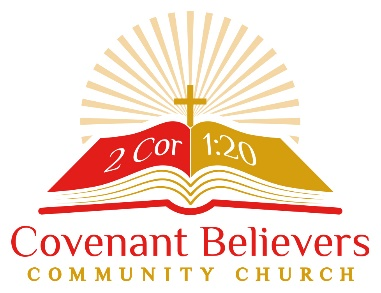 2 Cor 1:20
Covenant Believers
COMMUNITY CHURCH